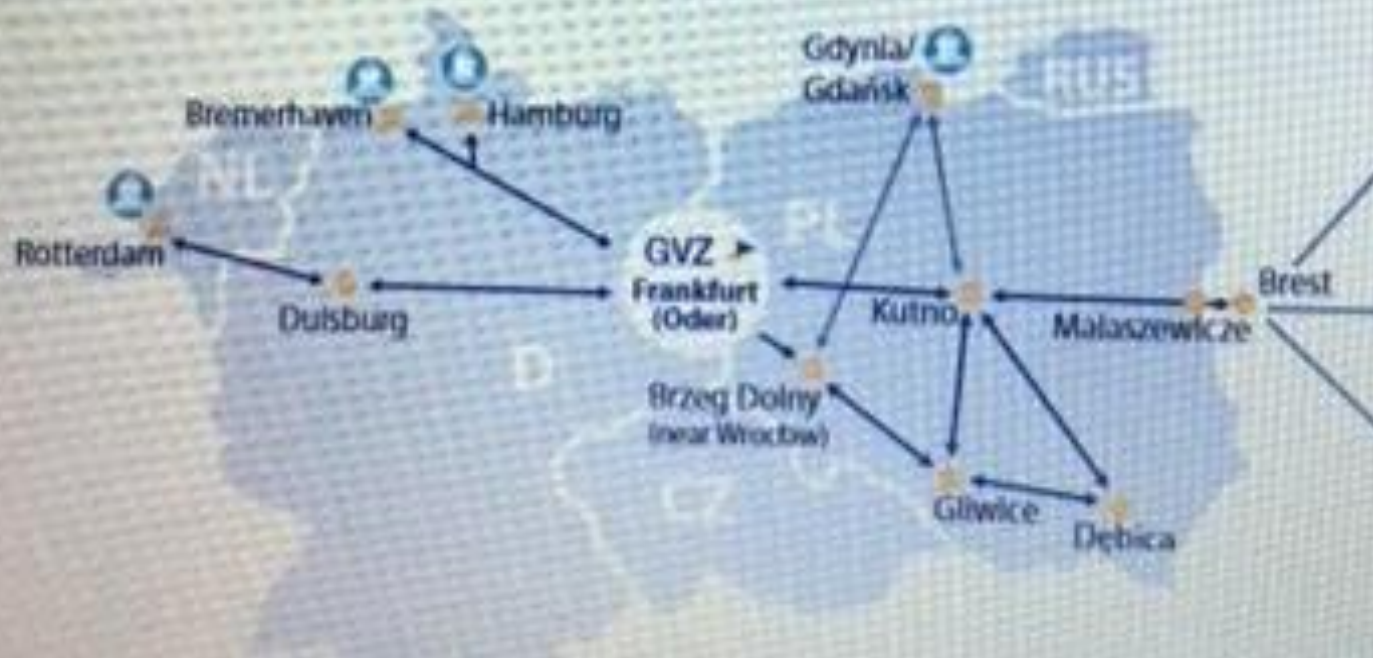 Gdynia/
Gdańsk
RUS
Bremerhaven
Hamburg
NL
Rotterdam
PL
GVZ
Frankfurt
(Oder)
Brest
Duisburg
Kutno
Malaszewicze
D
Brzeg Dolny
(near Wrocław)
CZ
Gliwice
Dębica